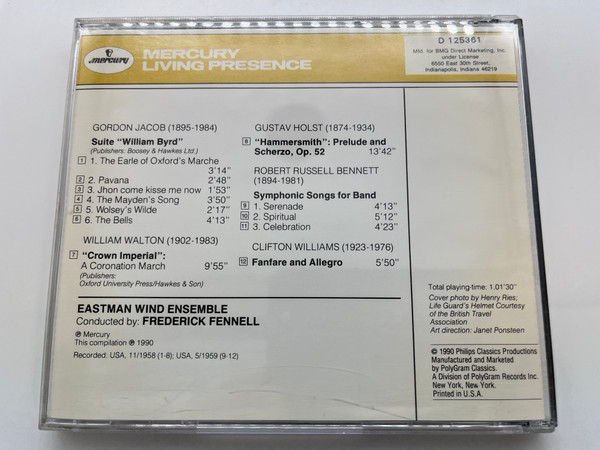 mercury
MERCURY
LIVING PRESENCE
D 125361
Mfd. for BMG Direct Marketing, Inc.
under License
6550 East 30th Street,
Indianapolis, Indiana 46219
GORDON JACOB (1895-1984)
Suite "William Byrd"
(Publishers: Boosey & Hawkes Ltd.)
1 1. The Earle of Oxford's Marche
3'14"
2 2. Pavana 2'48"
3 3. Jhon come kisse me now 1'53"
4 4. The Mayden's Song 3'50"
5 5. Wolsey's Wilde 2'17"
6 6. The Bells 4'13"
WILLIAM WALTON (1902-1983)
7 "Crown Imperial":
A Coronation March 9'55"
(Publishers:
Oxford University Press/Hawkes & Son)
GUSTAV HOLST (1874-1934)
8 "Hammersmith": Prelude and
Scherzo, Op. 52 13'42"
ROBERT RUSSELL BENNETT
(1894-1981)
Symphonic Songs for Band
9 1. Serenade 4'13"
10 2. Spiritual 5'12"
11 3. Celebration 4'23"
CLIFTON WILLIAMS (1923-1976)
12 Fanfare and Allegro 5'50"
EASTMAN WIND ENSEMBLE
Conducted by: FREDERICK FENNELL
℗ Mercury
This compilation ℗ 1990
Recorded: USA, 11/1958 (1-8); USA, 5/1959 (9-12)
Total playing-time: 1.01'30"
Cover photo by Henry Ries;
Life Guard's Helmet Courtesy
of the British Travel
Association
Art direction: Janet Ponsteen
© 1990 Philips Classics Productions
Manufactured and Marketed
by PolyGram Classics.
A Division of PolyGram Records Inc.
New York, New York.
Printed in U.S.A.